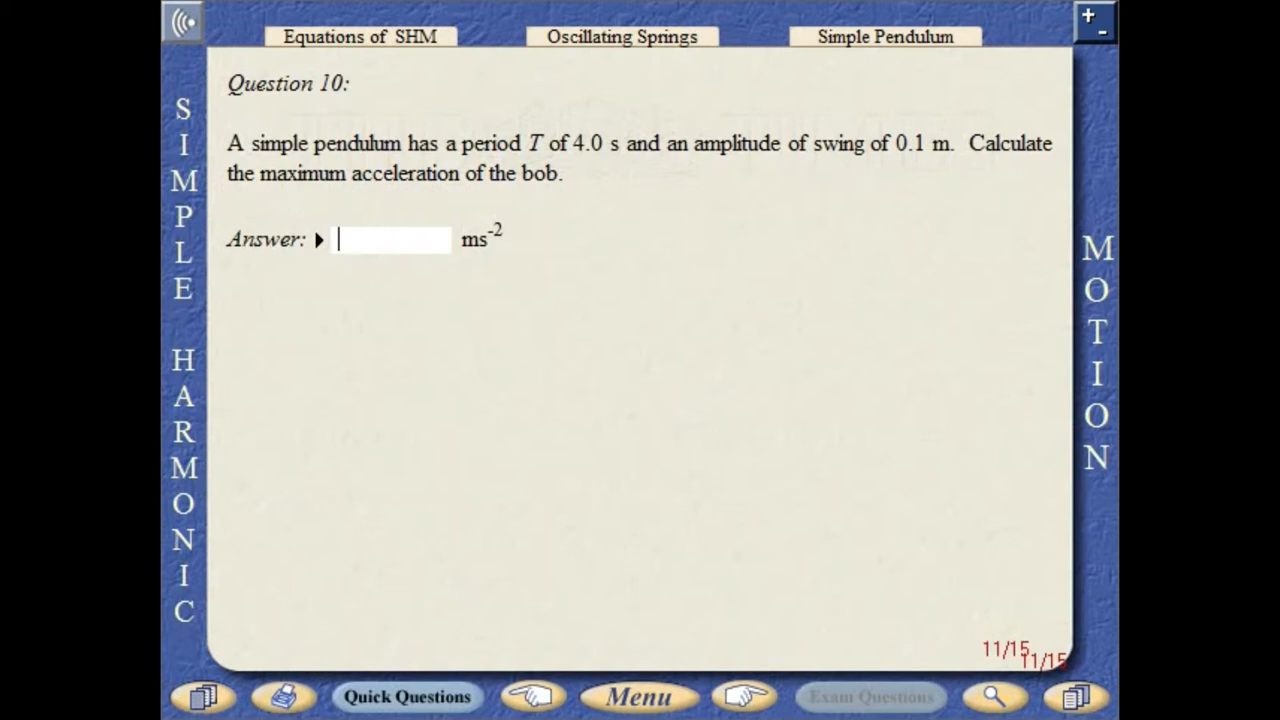 Equations of SHM
Oscillating Springs
Simple Pendulum
+
-
SIMPLE HARMONIC
MOTION
Question 10:
A simple pendulum has a period T of 4.0 s and an amplitude of swing of 0.1 m. Calculate
the maximum acceleration of the bob.
Answer: ms-2
11/15
11/15
Quick Questions
Menu
Exam Questions